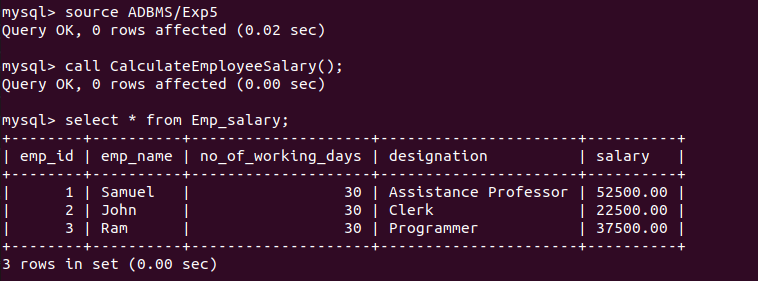 mysql> source ADBMS/Exp5
Query OK, 0 rows affected (0.02 sec)
mysql> call CalculateEmployeeSalary();
Query OK, 0 rows affected (0.00 sec)
mysql> select * from Emp_salary;
+--------+----------+--------------------+----------------------+----------+
| emp_id | emp_name | no_of_working_days | designation          | salary   |
+--------+----------+--------------------+----------------------+----------+
|      1 | Samuel   |                 30 | Assistance Professor | 52500.00 |
|      2 | John     |                 30 | Clerk                | 22500.00 |
|      3 | Ram      |                 30 | Programmer           | 37500.00 |
+--------+----------+--------------------+----------------------+----------+
3 rows in set (0.00 sec)